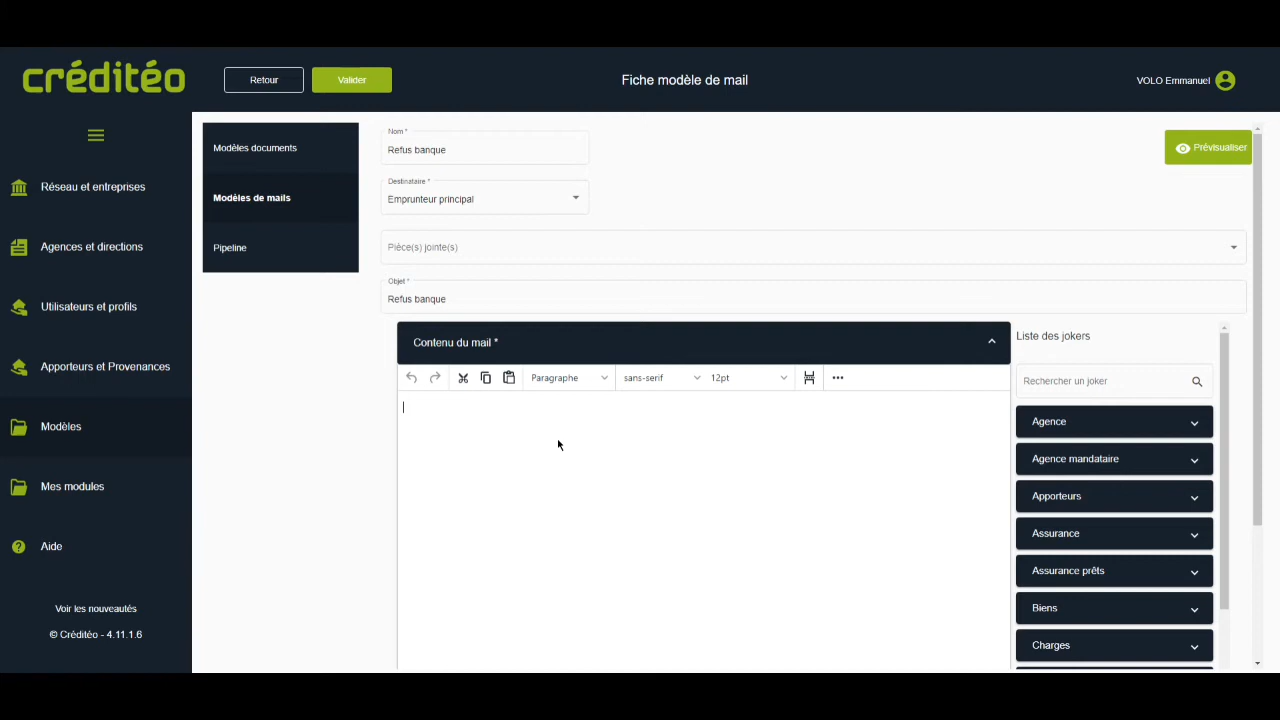 créditéo
Retour
Valider
Fiche modèle de mail
VOLO Emmanuel
Réseau et entreprises
Agences et directions
Utilisateurs et profils
Apporteurs et Provenances
Modèles
Mes modules
Aide
Voir les nouveautés
© Créditéo - 4.11.1.6
Modèles documents
Modèles de mails
Pipeline
Nom *
Refus banque
Prévisualiser
Destinataire *
Emprunteur principal
Pièce(s) jointe(s)
Objet *
Refus banque
Contenu du mail *
Paragraphe
sans-serif
12pt
Liste des jokers
Rechercher un joker
Agence
Agence mandataire
Apporteurs
Assurance
Assurance prêts
Biens
Charges